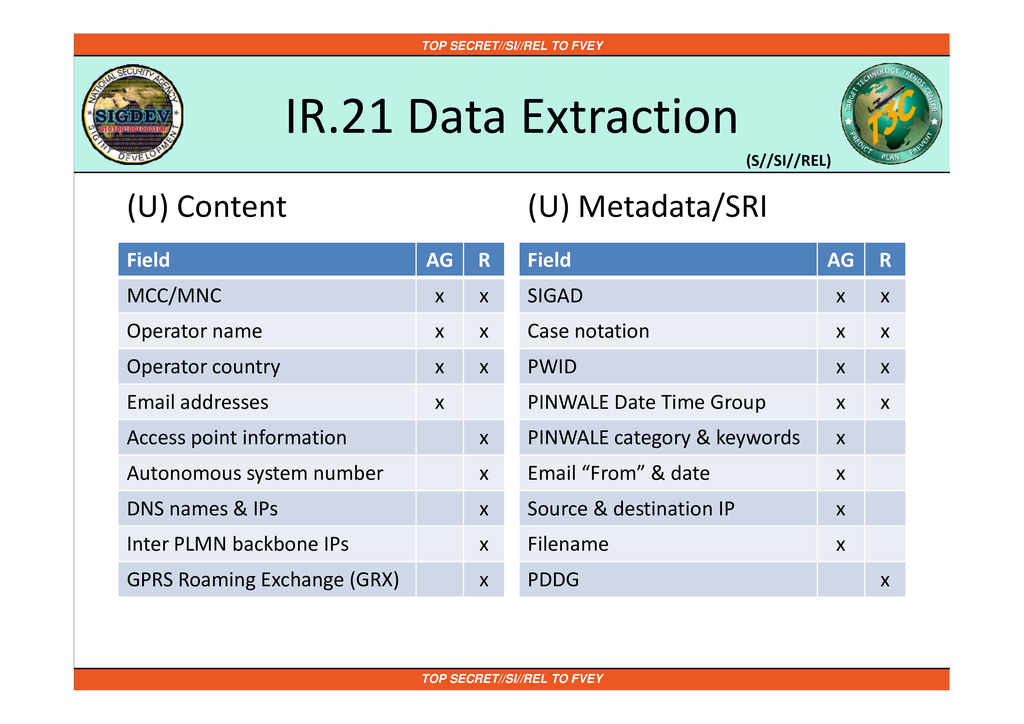 TOP SECRET//SI//REL TO FVEY
NATIONAL SECURITY AGENCY
SIGDEV
SIGINT DEVELOPMENT
IR.21 Data Extraction
TARGET TECHNOLOGY TRENDS CENTER
T3C
PREDICT PLAN PREVENT
(S//SI//REL)
(U) Content
Field AG R
MCC/MNC x x
Operator name x x
Operator country x x
Email addresses x
Access point information x
Autonomous system number x
DNS names & IPs x
Inter PLMN backbone IPs x
GPRS Roaming Exchange (GRX) x
(U) Metadata/SRI
Field AG R
SIGAD x x
Case notation x x
PWID x x
PINWALE Date Time Group x x
PINWALE category & keywords x
Email “From” & date x
Source & destination IP x
Filename x
PDDG x
TOP SECRET//SI//REL TO FVEY